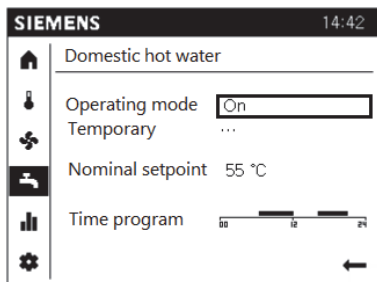 SIEMENS 14:42
Domestic hot water
Operating mode On
Temporary ...
Nominal setpoint 55 °C
Time program
00 12 24